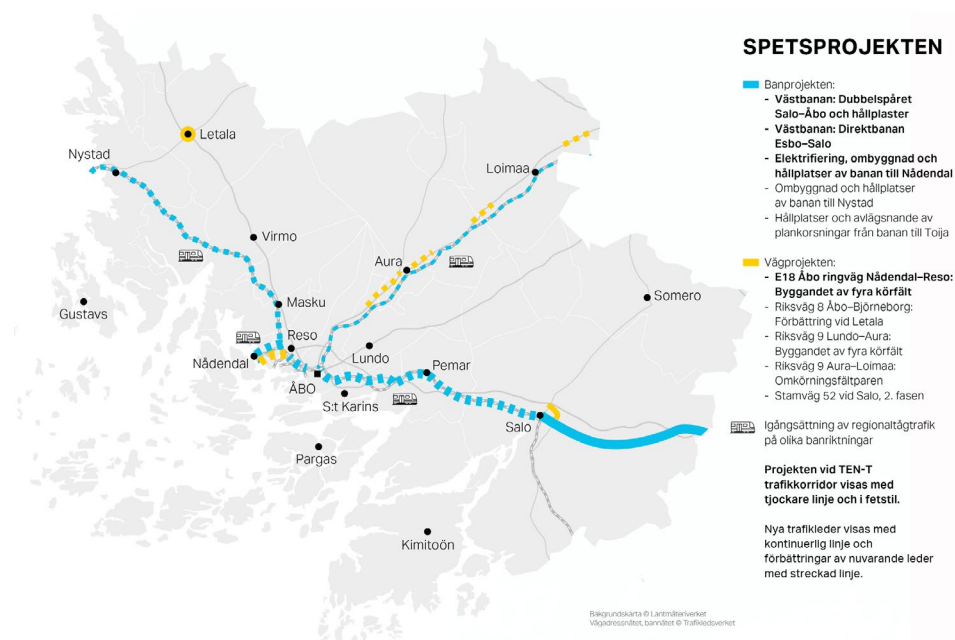 SPETSPROJEKTEN
Banprojekten:
- Västbanan: Dubbelspåret
Salo–Åbo och hållplaster
- Västbanan: Direktbanan
Esbo–Salo
- Elektrifiering, ombyggnad och
hållplatser av banan till Nådendal
- Ombyggnad och hållplatser
av banan till Nystad
- Hållplatser och avlägsnande av
plankorsningar från banan till Toija
Vägprojekten:
- E18 Åbo ringväg Nådendal–Reso:
Byggandet av fyra körfält
- Riksväg 8 Åbo–Björneborg:
Förbättring vid Letala
- Riksväg 9 Lundo–Aura:
Byggandet av fyra körfält
- Riksväg 9 Aura–Loimaa:
Omkörningsfältparen
- Stamväg 52 vid Salo, 2. fasen
Igångsättning av regionaltågtrafik
på olika banriktningar
Projekten vid TEN-T
trafikkorridor visas med
tjockare linje och i fetstil.
Nya trafikleder visas med
kontinuerlig linje och
förbättringar av nuvarande leder
med streckad linje.
Letala
Nystad
Loimaa
Virmo
Aura
Somero
Gustavs
Masku
Reso
Lundo
Nådendal
Pemar
ÅBO
S:t Karins
Salo
Pargas
Kimitoön
Bakgrundskarta © Lantmäteriverket
Vägadressnätet, bannätet © Trafikledsverket